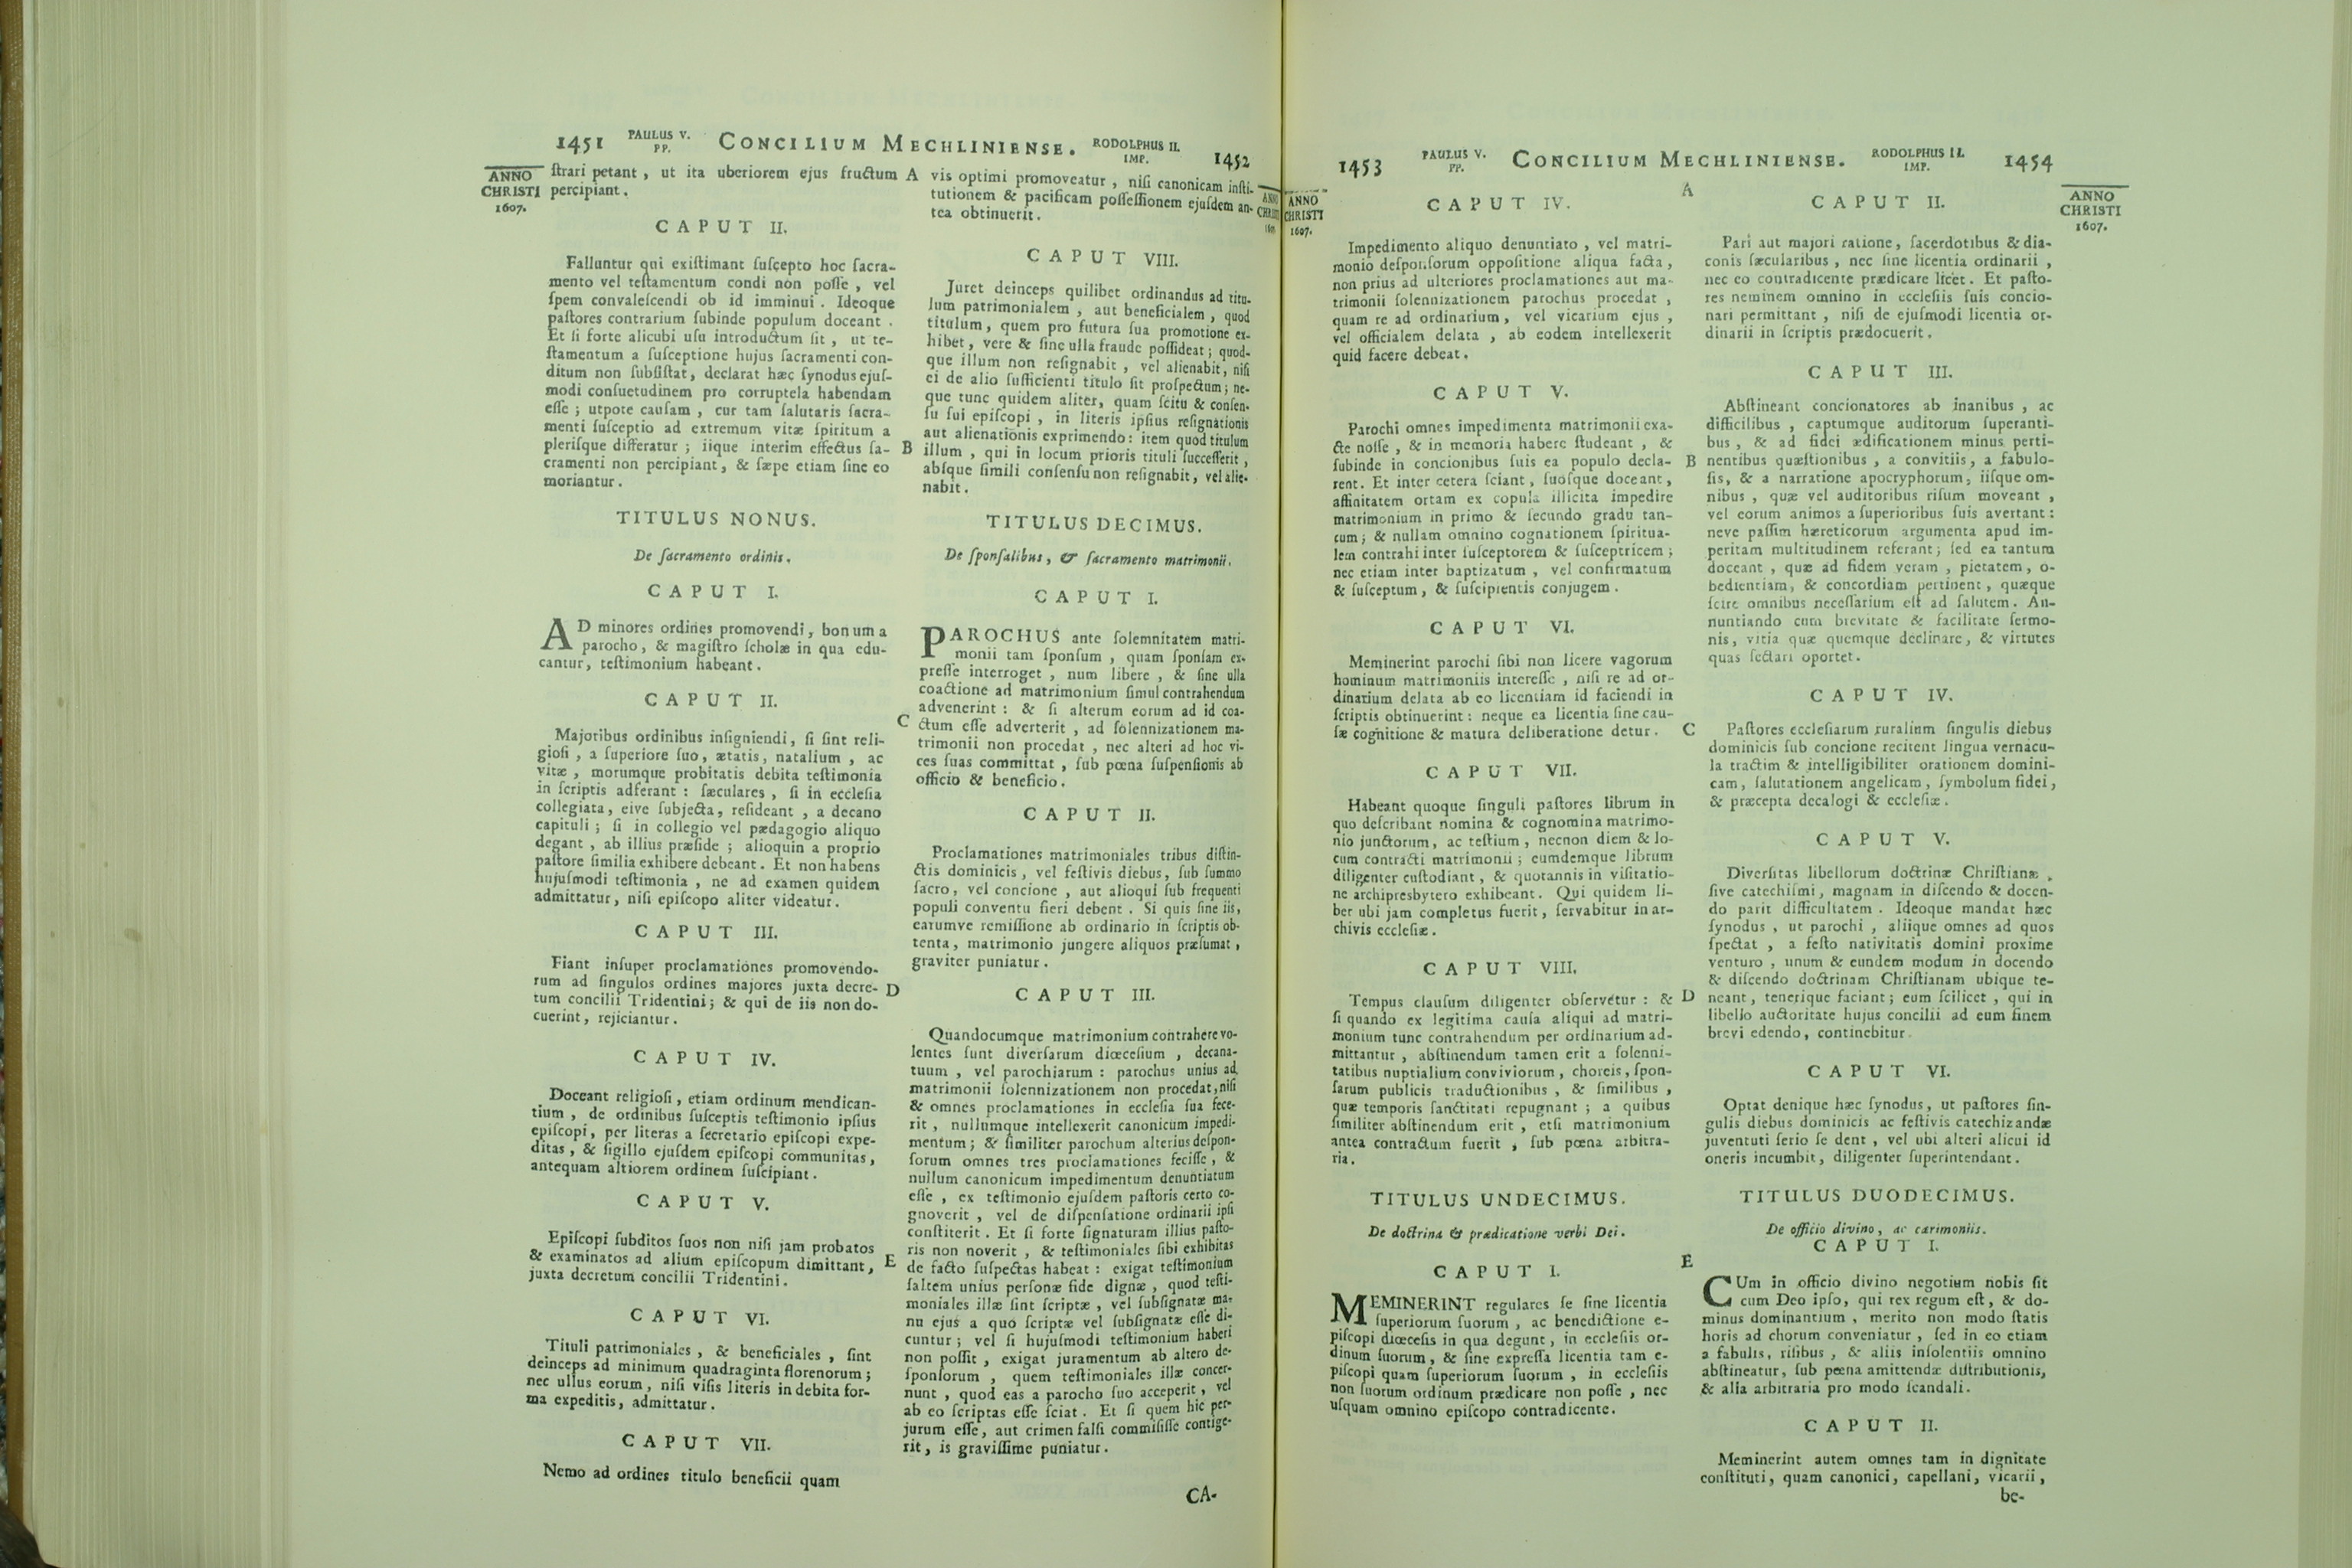 1451 PAULUS V. PP. CONCILIUM MECHLINIENSE. RODOLPHUS II. IMP. 1452
ANNO CHRISTI 1607.
ſtrari petant, ut ita uberiorem ejus fructum
percipiant.
CAPUT II.
Falluntur qui exiſtimant ſuſcepto hoc ſacra-
mento vel teſtamentum condi non poſſe, vel
ſpem convaleſcendi ob id imminui. Ideoque
paſtores contrarium ſubinde populum doceant.
Et ſi forte alicubi uſu introductum ſit, ut te-
ſtamentum a ſuſceptione hujus ſacramenti con-
ditum non ſubſiſtat, declarat hæc ſynodus ejuſ-
modi conſuetudinem pro corruptela habendam
eſſe; utpote cauſam, cur tam ſalutaris ſacra-
menti ſuſceptio ad extremum vitæ ſpiritum a
pleriſque differatur; iique interim effectus ſa-
cramenti non percipiant, & ſæpe etiam ſine eo
moriantur.
TITULUS NONUS.
De ſacramento ordinis.
CAPUT I.
AD minores ordines promovendi, bonum a
parocho, & magiſtro ſcholæ in qua edu-
cantur, teſtimonium habeant.
CAPUT II.
Majoribus ordinibus inſigniendi, ſi ſint reli-
gioſi, a ſuperiore ſuo, ætatis, natalium, ac
vitæ, morumque probitatis debita teſtimonia
in ſcriptis adferant: ſæculares, ſi in eccleſia
collegiata, eive ſubjecta, reſideant, a decano
capituli; ſi in collegio vel pædagogio aliquo
degant, ab illius præſide; alioquin a proprio
paſtore ſimilia exhibere debeant. Et non habens
hujuſmodi teſtimonia, ne ad examen quidem
admittatur, niſi epiſcopo aliter videatur.
CAPUT III.
Fiant inſuper proclamationes promovendo-
rum ad ſingulos ordines majores juxta decre-
tum concilii Tridentini; & qui de iis non do-
cuerint, rejiciantur.
CAPUT IV.
Doceant religioſi, etiam ordinum mendican-
tium, de ordinibus ſuſceptis teſtimonio ipſius
epiſcopi, per literas a ſecretario epiſcopi expe-
ditas, & ſigillo ejuſdem epiſcopi communitas,
antequam altiorem ordinem ſuſcipiant.
CAPUT V.
Epiſcopi ſubditos ſuos non niſi jam probatos
& examinatos ad alium epiſcopum dimittant,
juxta decretum concilii Tridentini.
CAPUT VI.
Tituli patrimoniales, & beneficiales, ſint
deinceps ad minimum quadraginta florenorum;
nec ullus eorum, niſi viſis literis in debita for-
ma expeditis, admittatur.
CAPUT VII.
Nemo ad ordines titulo beneficii quam
A
B
C
D
E
vis optimi promoveatur, niſi canonicam inſti-
tutionem & pacificam poſſeſſionem ejuſdem an-
tea obtinuerit.
CAPUT VIII.
Juret deinceps quilibet ordinandus ad titu-
lum patrimonialem, aut beneficialem, quod
titulum, quem pro futura ſua promotione ex-
hibet, vere & ſine ulla fraude poſſideat; quod-
que illum non reſignabit, vel alienabit, niſi
ei de alio ſufficienti titulo ſit proſpectum; ne-
que tunc quidem aliter, quam ſcitu & conſen-
ſu ſui epiſcopi, in literis ipſius reſignationis
aut alienationis exprimendo: item quod titulum
illum, qui in locum prioris tituli ſucceſſerit,
abſque ſimili conſenſu non reſignabit, vel alie-
nabit.
TITULUS DECIMUS.
De ſponſalibus, & ſacramento matrimonii.
CAPUT I.
PAROCHUS ante ſolemnitatem matri-
monii tam ſponſum, quam ſponſam ex-
preſſe interroget, num libere, & ſine ulla
coactione ad matrimonium ſimul contrahendum
advenerint: & ſi alterum eorum ad id coa-
ctum eſſe adverterit, ad ſolennizationem ma-
trimonii non procedat, nec alteri ad hoc vi-
ces ſuas committat, ſub pœna ſuſpenſionis ab
officio & beneficio.
CAPUT II.
Proclamationes matrimoniales tribus diſtin-
ctis dominicis, vel feſtivis diebus, ſub ſummo
ſacro, vel concione, aut alioqui ſub frequenti
populi conventu fieri debent. Si quis ſine iis,
earumve remiſſione ab ordinario in ſcriptis ob-
tenta, matrimonio jungere aliquos præſumat,
graviter puniatur.
CAPUT III.
Quandocumque matrimonium contrahere vo-
lentes ſunt diverſarum diœceſium, decana-
tuum, vel parochiarum: parochus unius ad
matrimonii ſolennizationem non procedat, niſi
& omnes proclamationes in eccleſia ſua fece-
rit, nullumque intellexerit canonicum impedi-
mentum; & ſimiliter parochum alterius deſpon-
ſorum omnes tres proclamationes feciſſe, &
nullum canonicum impedimentum denuntiatum
eſſe, ex teſtimonio ejuſdem paſtoris certo co-
gnoverit, vel de diſpenſatione ordinarii ipſi
conſtiterit. Et ſi forte ſignaturam illius paſto-
ris non noverit, & teſtimoniales ſibi exhibitas
de facto ſuſpectas habeat: exigat teſtimonium
ſaltem unius perſonæ fide dignæ, quod teſti-
moniales illæ ſint ſcriptæ, vel ſubſignatæ ma-
nu ejus a quo ſcriptæ vel ſubſignatæ eſſe di-
cuntur; vel ſi hujuſmodi teſtimonium haberi
non poſſit, exigat juramentum ab altero de-
ſponſorum, quem teſtimoniales illæ concer-
nunt, quod eas a parocho ſuo acceperit, vel
ab eo ſcriptas eſſe ſciat. Et ſi quem hic per-
jurum eſſe, aut crimen falſi commiſiſſe contige-
rit, is graviſſime puniatur.
CA-
1453 PAULUS V. PP. CONCILIUM MECHLINIENSE. RODOLPHUS II. IMP. 1454
ANNO CHRISTI 1607.
CAPUT IV.
Impedimento aliquo denuntiato, vel matri-
monio deſponſorum oppoſitione aliqua facta,
non prius ad ulteriores proclamationes aut ma-
trimonii ſolennizationem parochus procedat,
quam re ad ordinarium, vel vicarium ejus,
vel officialem delata, ab eodem intellexerit
quid facere debeat.
CAPUT V.
Parochi omnes impedimenta matrimonii exa-
cte noſſe, & in memoria habere ſtudeant, &
ſubinde in concionibus ſuis ea populo decla-
rent. Et inter cetera ſciant, ſuoſque doceant,
affinitatem ortam ex copula illicita impedire
matrimonium in primo & ſecundo gradu tan-
tum; & nullam omnino cognationem ſpiritua-
lem contrahi inter ſuſceptorem & ſuſceptricem;
nec etiam inter baptizatum, vel confirmatum
& ſuſceptum, & ſuſcipientis conjugem.
CAPUT VI.
Meminerint parochi ſibi non licere vagorum
hominum matrimoniis intereſſe, niſi re ad or-
dinarium delata ab eo licentiam id faciendi in
ſcriptis obtinuerint: neque ea licentia ſine cau-
ſæ cognitione & matura deliberatione detur.
CAPUT VII.
Habeant quoque ſinguli paſtores librum in
quo deſcribant nomina & cognomina matrimo-
nio junctorum, ac teſtium, necnon diem & lo-
cum contracti matrimonii; eumdemque librum
diligenter cuſtodiant, & quotannis in viſitatio-
ne archipresbytero exhibeant. Qui quidem li-
ber ubi jam completus fuerit, ſervabitur in ar-
chivis eccleſiæ.
CAPUT VIII.
Tempus clauſum diligenter obſervetur: &
ſi quando ex legitima cauſa aliqui ad matri-
monium tunc contrahendum per ordinarium ad-
mittantur, abſtinendum tamen erit a ſolenni-
tatibus nuptialium conviviorum, choreis, ſpon-
ſarum publicis traductionibus, & ſimilibus,
quæ temporis ſanctitati repugnant; a quibus
ſimiliter abſtinendum erit, etſi matrimonium
antea contractum fuerit, ſub pœna arbitra-
ria.
TITULUS UNDECIMUS.
De doctrina & prædicatione verbi Dei.
CAPUT I.
MEMINERINT regulares ſe ſine licentia
ſuperiorum ſuorum, ac benedictione e-
piſcopi diœceſis in qua degunt, in eccleſiis or-
dinum ſuorum, & ſine expreſſa licentia tam e-
piſcopi quam ſuperiorum ſuorum, in eccleſiis
non ſuorum ordinum prædicare non poſſe, nec
uſquam omnino epiſcopo contradicente.
A
B
C
D
E
CAPUT II.
Pari aut majori ratione, ſacerdotibus & dia-
conis ſæcularibus, nec ſine licentia ordinarii,
nec eo contradicente prædicare licet. Et paſto-
res neminem omnino in eccleſiis ſuis concio-
nari permittant, niſi de ejuſmodi licentia or-
dinarii in ſcriptis prædocuerit.
CAPUT III.
Abſtineant concionatores ab inanibus, ac
difficilibus, captumque auditorum ſuperanti-
bus, & ad fidei ædificationem minus perti-
nentibus quæſtionibus, a convitiis, a fabulo-
ſis, & a narratione apocryphorum, iiſque om-
nibus, quæ vel auditoribus riſum moveant,
vel eorum animos a ſuperioribus ſuis avertant:
neve paſſim hæreticorum argumenta apud im-
peritam multitudinem referant; ſed ea tantum
doceant, quæ ad fidem veram, pietatem, o-
bedientiam, & concordiam pertinent, quæque
ſcire omnibus neceſſarium eſt ad ſalutem. An-
nuntiando cum brevitate & facilitate ſermo-
nis, vitia quæ quemque declinare, & virtutes
quas ſectari oportet.
CAPUT IV.
Paſtores eccleſiarum ruralium ſingulis diebus
dominicis ſub concione recitent lingua vernacu-
la tractim & intelligibiliter orationem domini-
cam, ſalutationem angelicam, ſymbolum fidei,
& præcepta decalogi & eccleſiæ.
CAPUT V.
Diverſitas libellorum doctrinæ Chriſtianæ,
ſive catechiſmi, magnam in diſcendo & docen-
do parit difficultatem. Ideoque mandat hæc
ſynodus, ut parochi, aliique omnes ad quos
ſpectat, a feſto nativitatis domini proxime
venturo, unum & eundem modum in docendo
& diſcendo doctrinam Chriſtianam ubique te-
neant, tenerique faciant; eum ſcilicet, qui in
libello auctoritate hujus concilii ad eum finem
brevi edendo, continebitur.
CAPUT VI.
Optat denique hæc ſynodus, ut paſtores ſin-
gulis diebus dominicis ac feſtivis catechizandæ
juventuti ſerio ſe dent, vel ubi alteri alicui id
oneris incumbit, diligenter ſuperintendant.
TITULUS DUODECIMUS.
De officio divino, ac cærimoniis.
CAPUT I.
CUm in officio divino negotium nobis ſit
cum Deo ipſo, qui rex regum eſt, & do-
minus dominantium, merito non modo ſtatis
horis ad chorum conveniatur, ſed in eo etiam
a fabulis, riſibus, & aliis inſolentiis omnino
abſtineatur, ſub pœna amittendæ diſtributionis,
& alia arbitraria pro modo ſcandali.
CAPUT II.
Meminerint autem omnes tam in dignitate
conſtituti, quam canonici, capellani, vicarii,
be-
ANNO CHRISTI 1607.